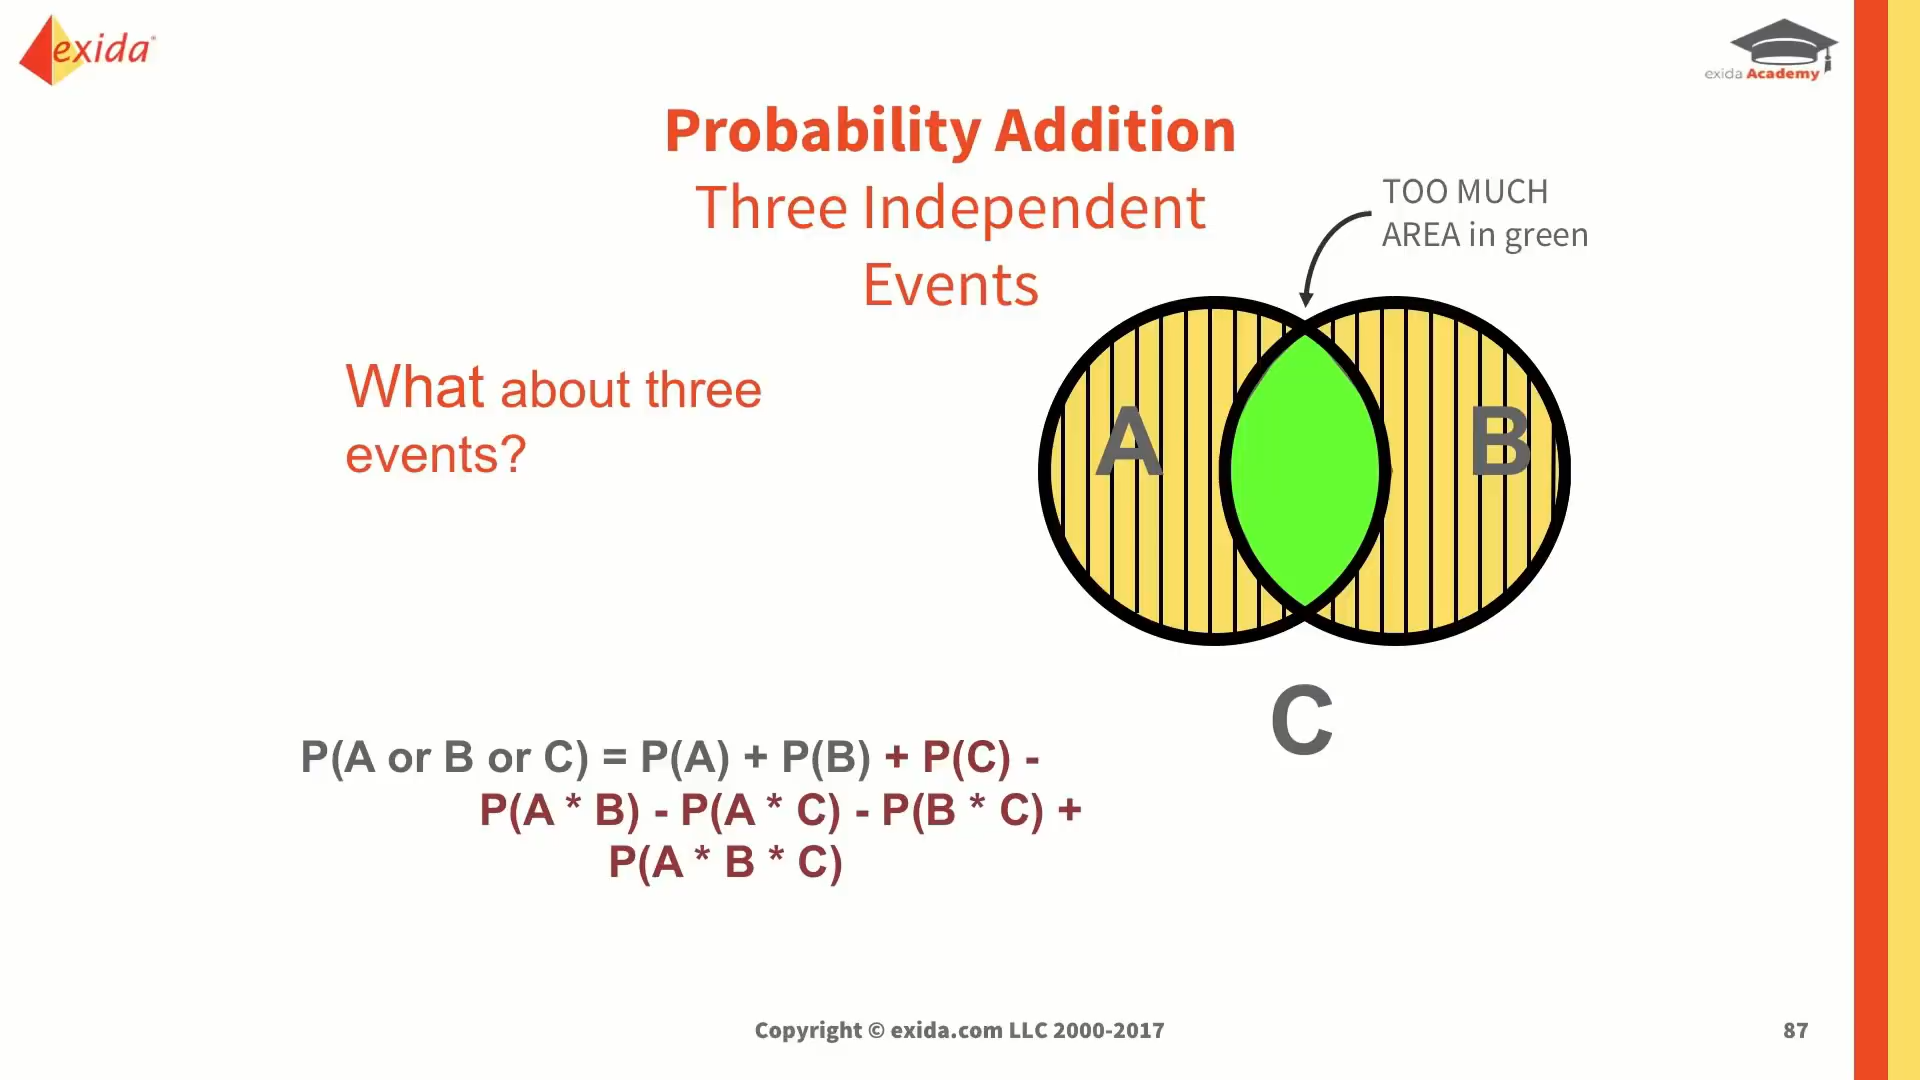 exida
exida Academy
Probability Addition
Three Independent
Events
TOO MUCH
AREA in green
What about three
events?
A
B
C
P(A or B or C) = P(A) + P(B) + P(C) -
P(A * B) - P(A * C) - P(B * C) +
P(A * B * C)
Copyright © exida.com LLC 2000-2017
87